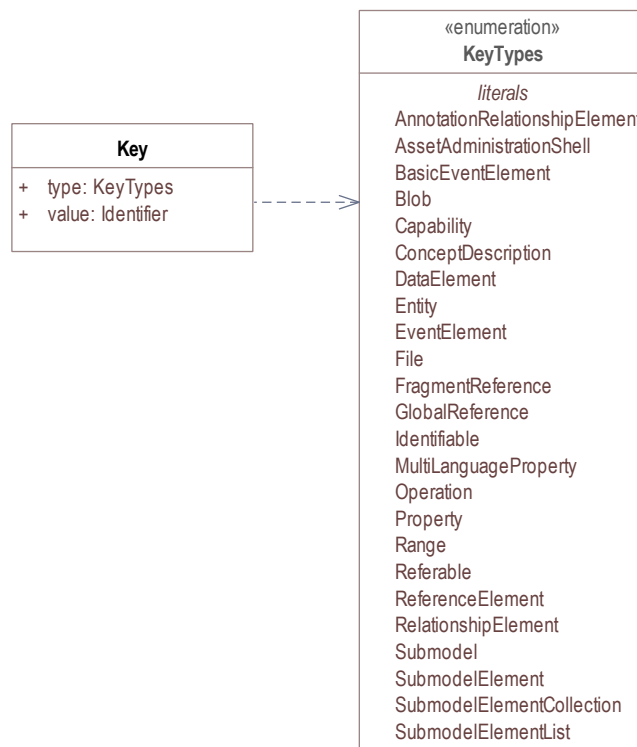 «enumeration»
KeyTypes
literals
AnnotationRelationshipElement
AssetAdministrationShell
BasicEventElement
Blob
Capability
ConceptDescription
DataElement
Entity
EventElement
File
FragmentReference
GlobalReference
Identifiable
MultiLanguageProperty
Operation
Property
Range
Referable
ReferenceElement
RelationshipElement
Submodel
SubmodelElement
SubmodelElementCollection
SubmodelElementList
Key
+ type: KeyTypes
+ value: Identifier